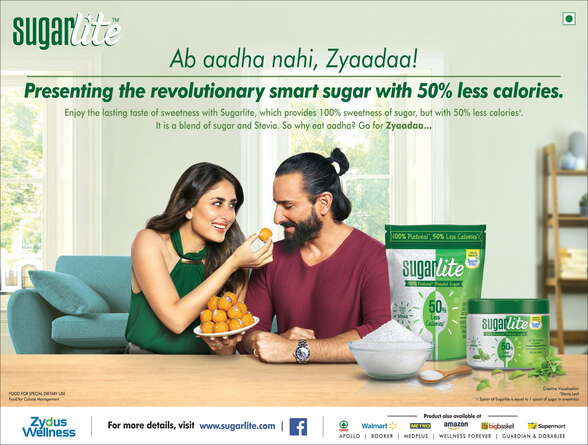 sugarlite™
Ab aadha nahi, Zyaadaa!
Presenting the revolutionary smart sugar with 50% less calories.
Enjoy the lasting taste of sweetness with Sugarlite, which provides 100% sweetness of sugar, but with 50% less calories*.
It is a blend of sugar and Stevia. So why eat aadha? Go for Zyaadaa...
100% Natural*, 50% Less Calories*
sugarlite
50%
Less
Calories*
sugarlite
50%
FOOD FOR SPECIAL DIETARY USE
Food for Calorie Management
Creative Visualisation
Zydus
Wellness
For more details, visit www.sugarlite.com
f
Product also available at
SPAR
Walmart
METRO
amazon
bigbasket
Supermart
APOLLO | BOOKER | MEDPLUS | WELLNESS FOREVER | GUARDIAN & DORABJEE